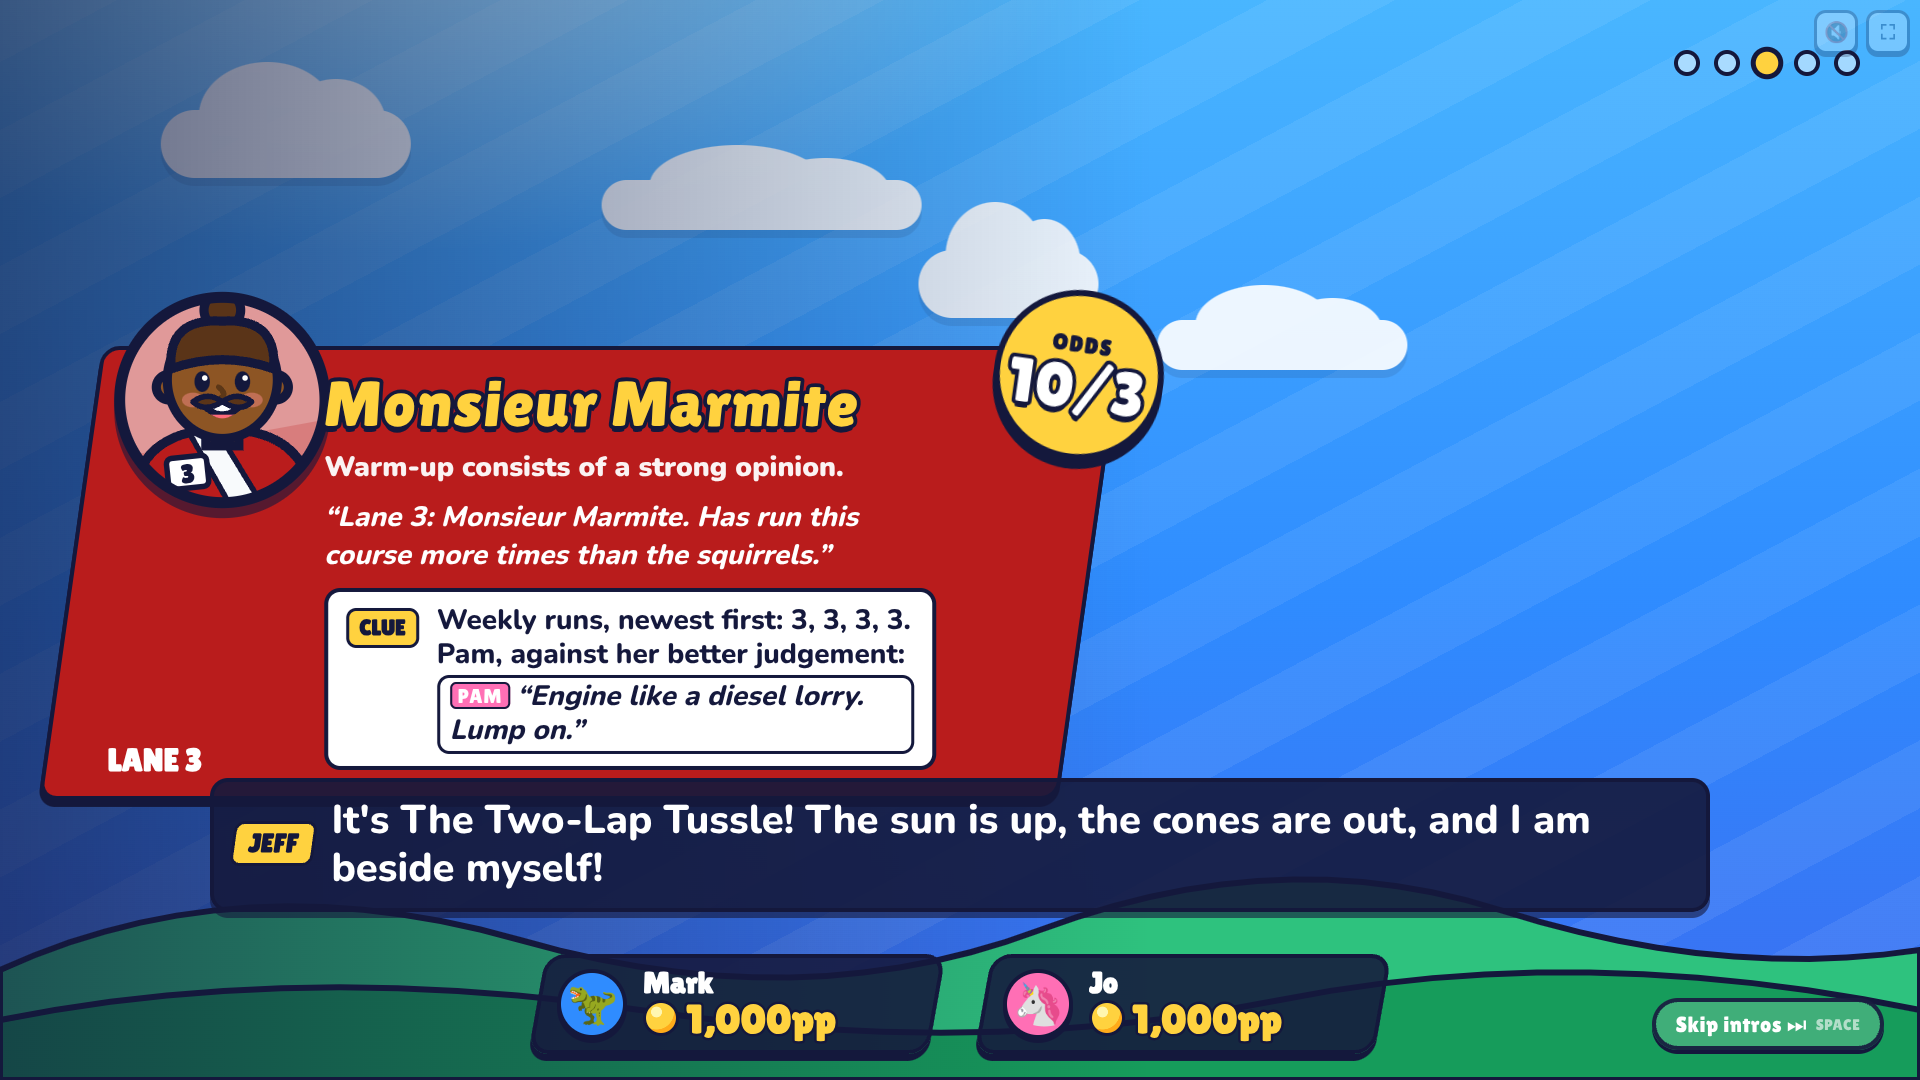 ODDS
10/3
Monsieur Marmite
Warm-up consists of a strong opinion.
“Lane 3: Monsieur Marmite. Has run this
course more times than the squirrels.”
3
CLUE
Weekly runs, newest first: 3, 3, 3, 3.
Pam, against her better judgement:
PAM “Engine like a diesel lorry.
Lump on.”
LANE 3
JEFF
It's The Two-Lap Tussle! The sun is up, the cones are out, and I am
beside myself!
Mark
1,000pp
Jo
1,000pp
Skip intros SPACE